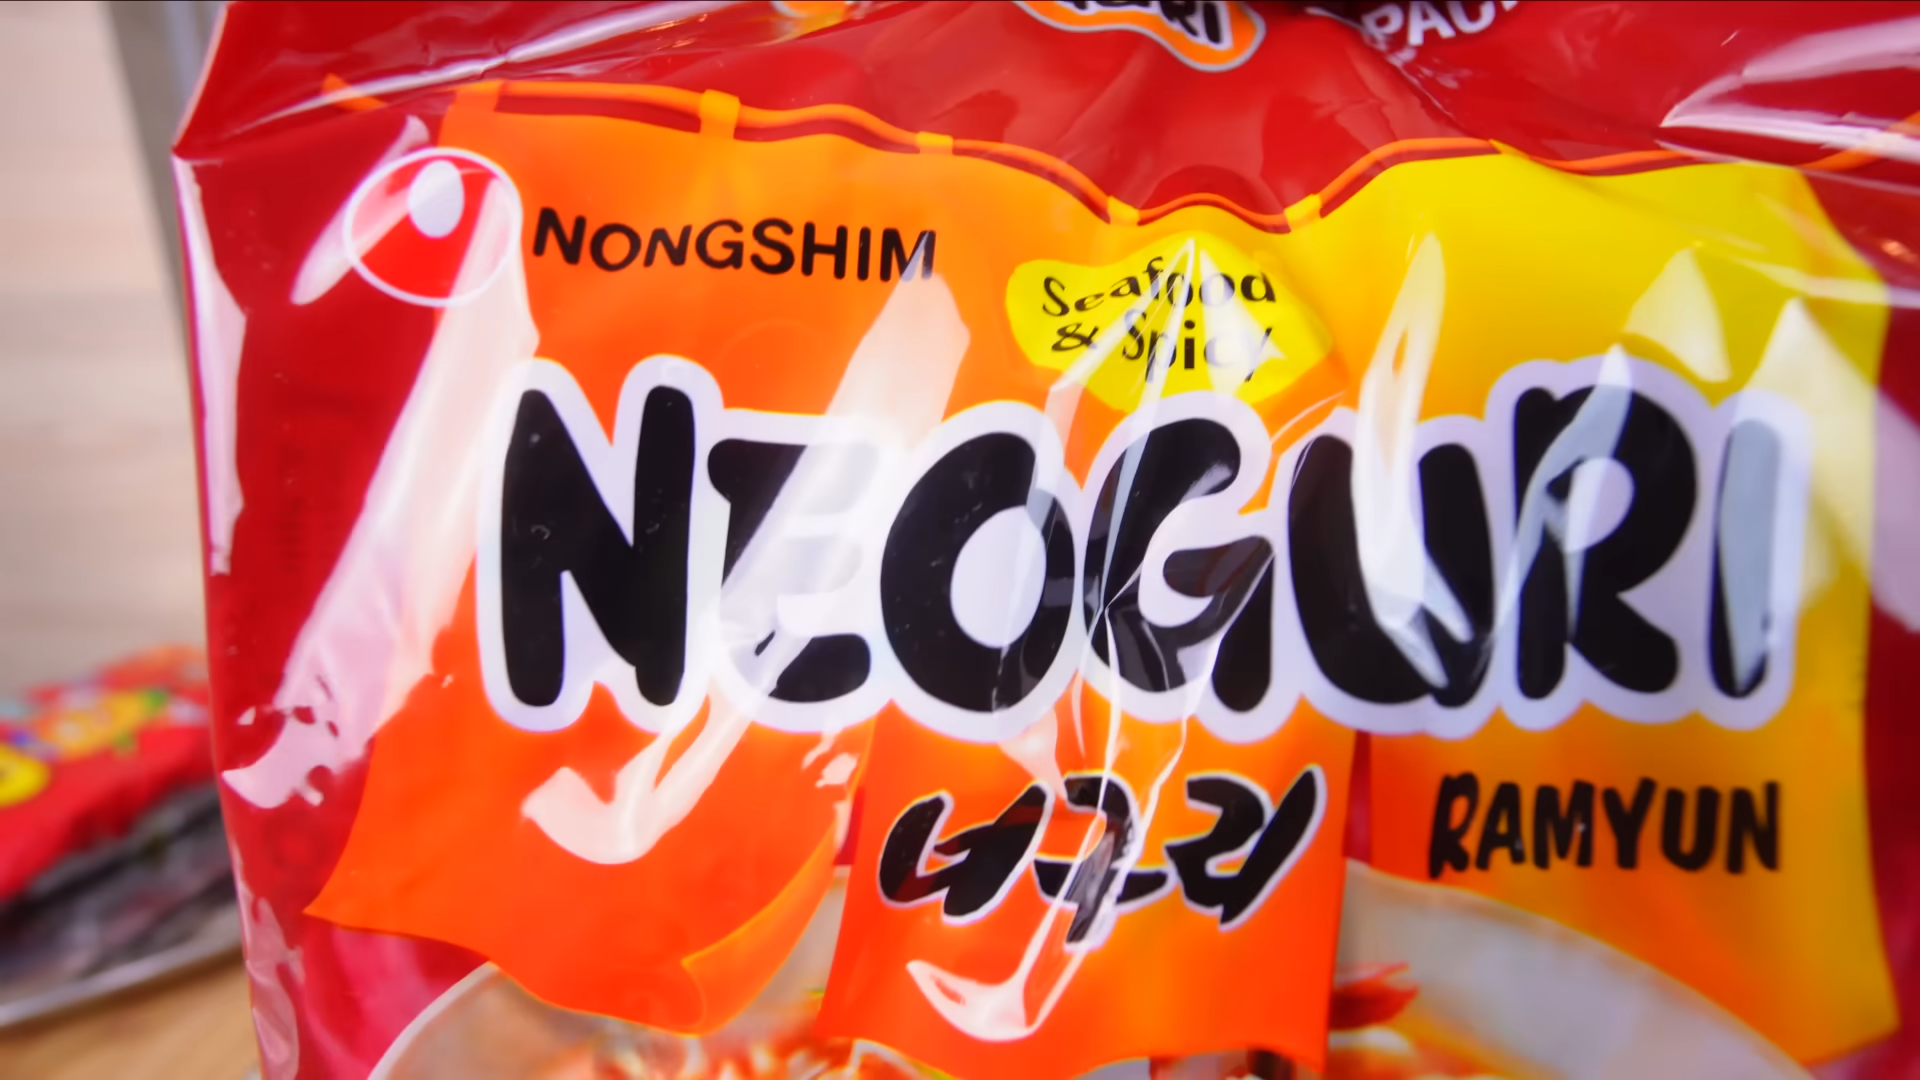 NONGSHIM
Seafood
& Spicy
NEOGURI
너구리
RAMYUN